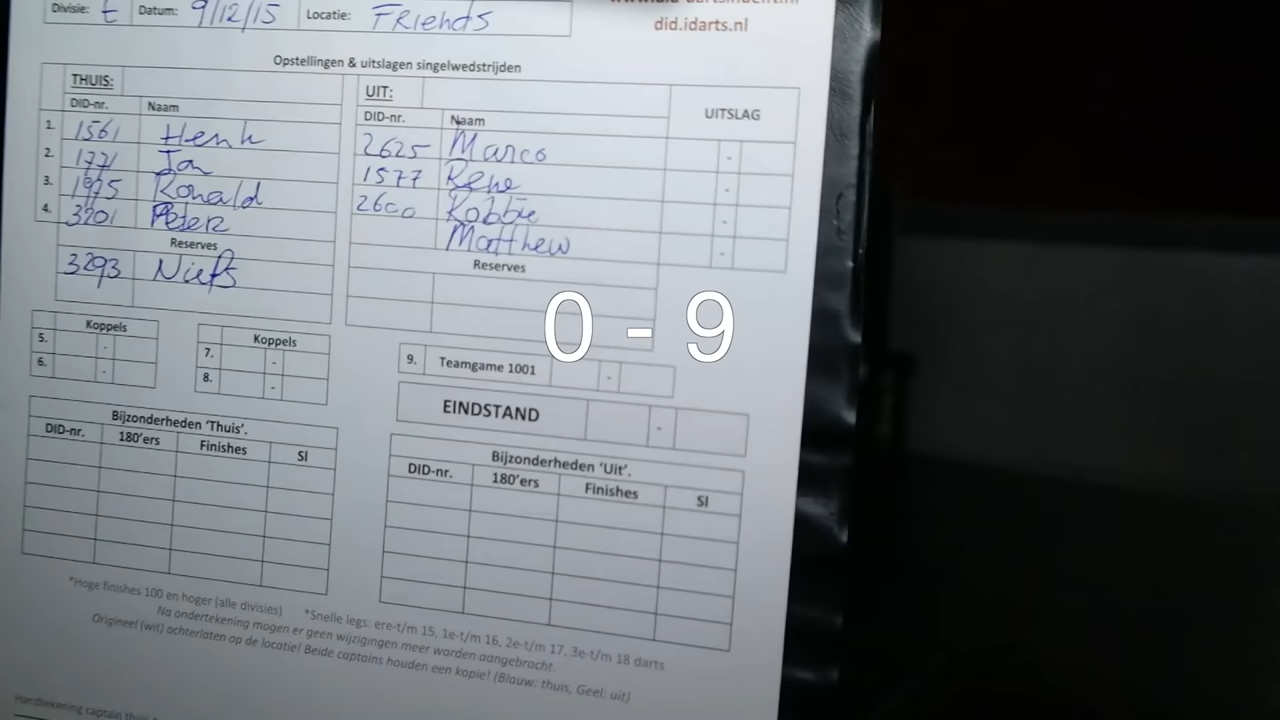 Divisie: E Datum: 9/12/15 Locatie: Friends
did.idarts.nl
Opstellingen & uitslagen singelwedstrijden
THUIS: UIT: UITSLAG
DID-nr. Naam DID-nr. Naam
1. 1561 Henk 2625 Marco -
2. 1771 Jan 1577 Rene -
3. 1975 Ronald 2600 Robbie -
4. 3201 Peter Matthew -
Reserves Reserves
3293 Niels
0 - 9
Koppels Koppels
5. - 7. - 9. Teamgame 1001 -
6. - 8. -
EINDSTAND -
Bijzonderheden 'Thuis'. Bijzonderheden 'Uit'.
DID-nr. 180'ers Finishes SI DID-nr. 180'ers Finishes SI
*Hoge finishes 100 en hoger (alle divisies) *Snelle legs: ere-t/m 15, 1e-t/m 16, 2e-t/m 17, 3e-t/m 18 darts
Na ondertekening mogen er geen wijzigingen meer worden aangebracht.
Origineel (wit) achterlaten op de locatie! Beide captains houden een kopie! (Blauw: thuis, Geel: uit)
Handtekening captain